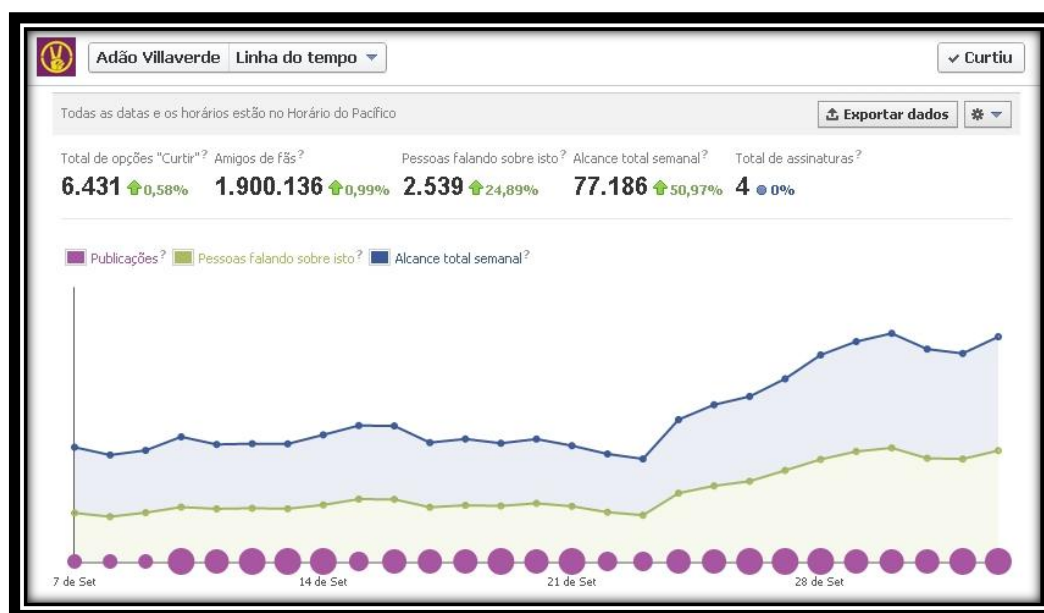 Adão Villaverde Linha do tempo Curtiu
Todas as datas e os horários estão no Horário do Pacífico Exportar dados
Total de opções "Curtir"? Amigos de fãs? Pessoas falando sobre isto? Alcance total semanal? Total de assinaturas?
6.431 0,58% 1.900.136 0,99% 2.539 24,89% 77.186 50,97% 4 0%
Publicações? Pessoas falando sobre isto? Alcance total semanal?
7 de Set 14 de Set 21 de Set 28 de Set